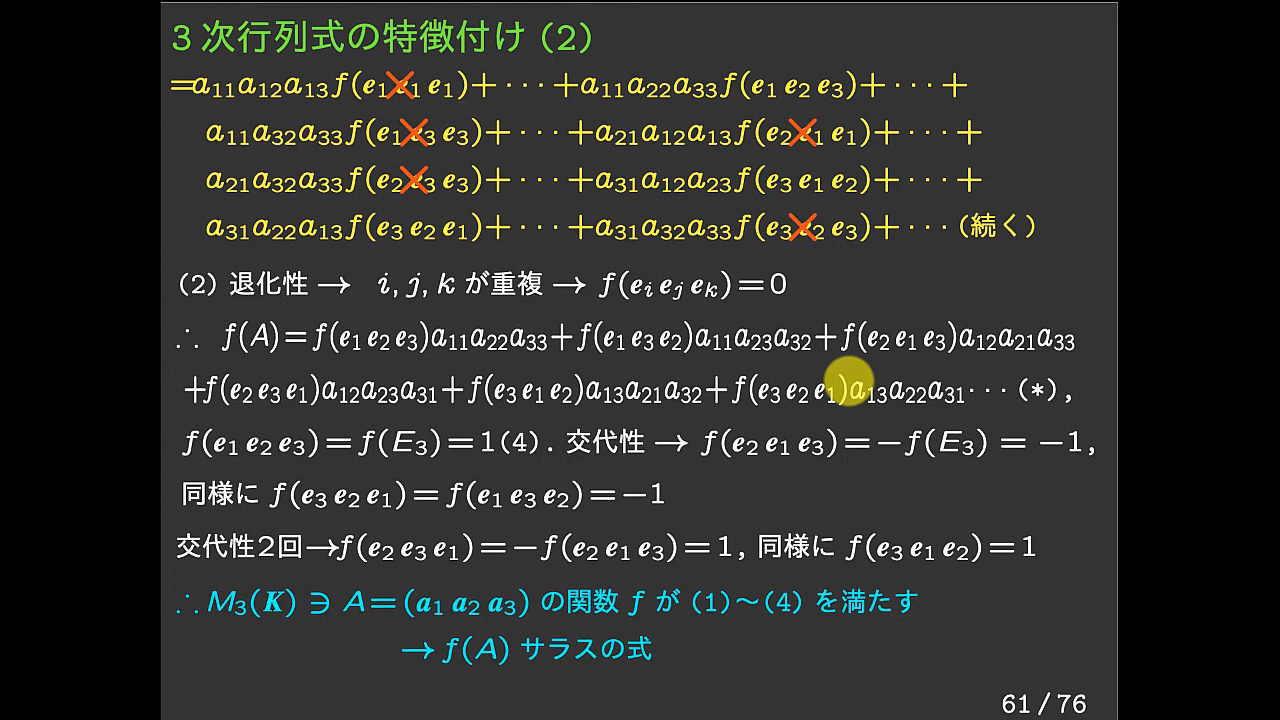 3 次行列式の特徴付け (2)
=a₁₁a₁₂a₁₃f(e₁ e₁ e₁)+···+a₁₁a₂₂a₃₃f(e₁ e₂ e₃)+···+
a₁₁a₃₂a₃₃f(e₁ e₃ e₃)+···+a₂₁a₁₂a₁₃f(e₂ e₁ e₁)+···+
a₂₁a₃₂a₃₃f(e₂ e₃ e₃)+···+a₃₁a₁₂a₂₃f(e₃ e₁ e₂)+···+
a₃₁a₂₂a₁₃f(e₃ e₂ e₁)+···+a₃₁a₃₂a₃₃f(e₃ e₂ e₃)+···(続く)
(2) 退化性 → i, j, k が重複 → f(eᵢ eⱼ eₖ)=0
∴ f(A)=f(e₁ e₂ e₃)a₁₁a₂₂a₃₃+f(e₁ e₃ e₂)a₁₁a₂₃a₃₂+f(e₂ e₁ e₃)a₁₂a₂₁a₃₃
+f(e₂ e₃ e₁)a₁₂a₂₃a₃₁+f(e₃ e₁ e₂)a₁₃a₂₁a₃₂+f(e₃ e₂ e₁)a₁₃a₂₂a₃₁···(*),
f(e₁ e₂ e₃)=f(E₃)=1(4). 交代性 → f(e₂ e₁ e₃)=−f(E₃) = −1,
同様に f(e₃ e₂ e₁)=f(e₁ e₃ e₂)=−1
交代性2回→f(e₂ e₃ e₁)=−f(e₂ e₁ e₃)=1, 同様に f(e₃ e₁ e₂)=1
∴ M₃(K) ∋ A=(a₁ a₂ a₃) の関数 f が (1)～(4) を満たす
→ f(A) サラスの式
61 / 76